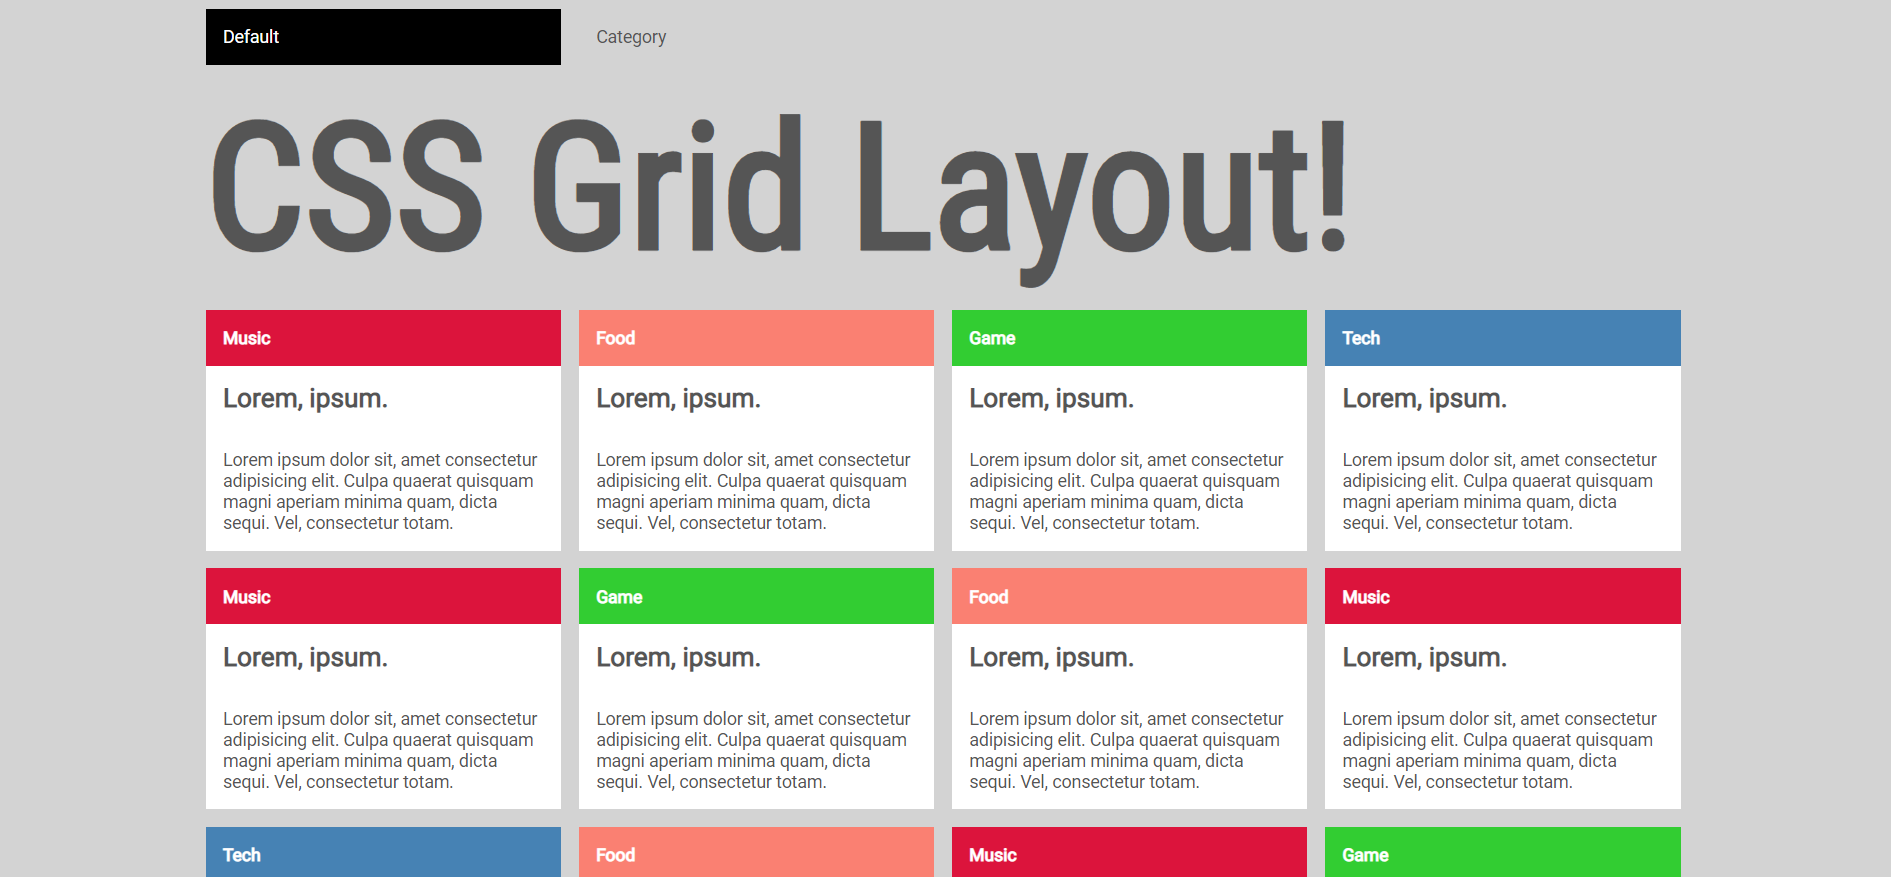 Default
Category
CSS Grid Layout!
Music
Lorem, ipsum.
Lorem ipsum dolor sit, amet consectetur
adipisicing elit. Culpa quaerat quisquam
magni aperiam minima quam, dicta
sequi. Vel, consectetur totam.
Food
Lorem, ipsum.
Lorem ipsum dolor sit, amet consectetur
adipisicing elit. Culpa quaerat quisquam
magni aperiam minima quam, dicta
sequi. Vel, consectetur totam.
Game
Lorem, ipsum.
Lorem ipsum dolor sit, amet consectetur
adipisicing elit. Culpa quaerat quisquam
magni aperiam minima quam, dicta
sequi. Vel, consectetur totam.
Tech
Lorem, ipsum.
Lorem ipsum dolor sit, amet consectetur
adipisicing elit. Culpa quaerat quisquam
magni aperiam minima quam, dicta
sequi. Vel, consectetur totam.
Music
Lorem, ipsum.
Lorem ipsum dolor sit, amet consectetur
adipisicing elit. Culpa quaerat quisquam
magni aperiam minima quam, dicta
sequi. Vel, consectetur totam.
Game
Lorem, ipsum.
Lorem ipsum dolor sit, amet consectetur
adipisicing elit. Culpa quaerat quisquam
magni aperiam minima quam, dicta
sequi. Vel, consectetur totam.
Food
Lorem, ipsum.
Lorem ipsum dolor sit, amet consectetur
adipisicing elit. Culpa quaerat quisquam
magni aperiam minima quam, dicta
sequi. Vel, consectetur totam.
Music
Lorem, ipsum.
Lorem ipsum dolor sit, amet consectetur
adipisicing elit. Culpa quaerat quisquam
magni aperiam minima quam, dicta
sequi. Vel, consectetur totam.
Tech
Food
Music
Game